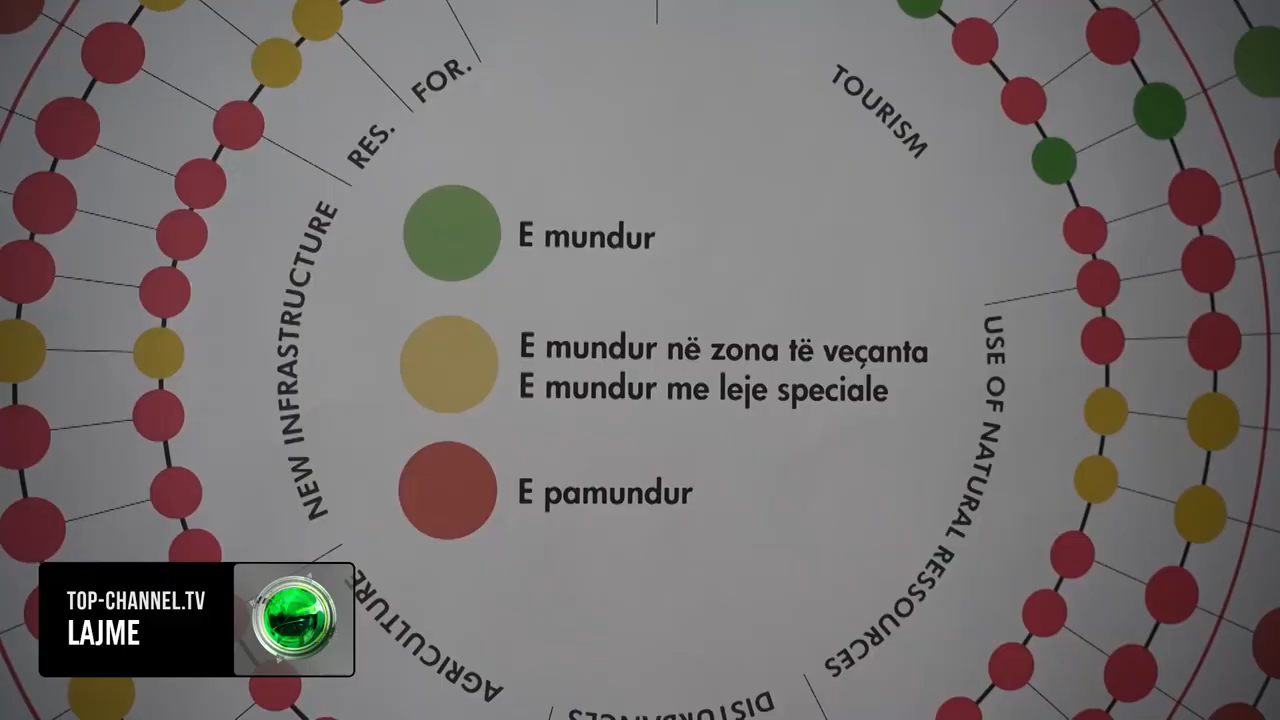 FOR.
RES.
TOURISM
NEW INFRASTRUCTURE
E mundur
E mundur në zona të veçanta
E mundur me leje speciale
E pamundur
USE OF NATURAL RESSOURCES
AGRICULTURE
DISTURBANCES
TOP-CHANNEL.TV
LAJME